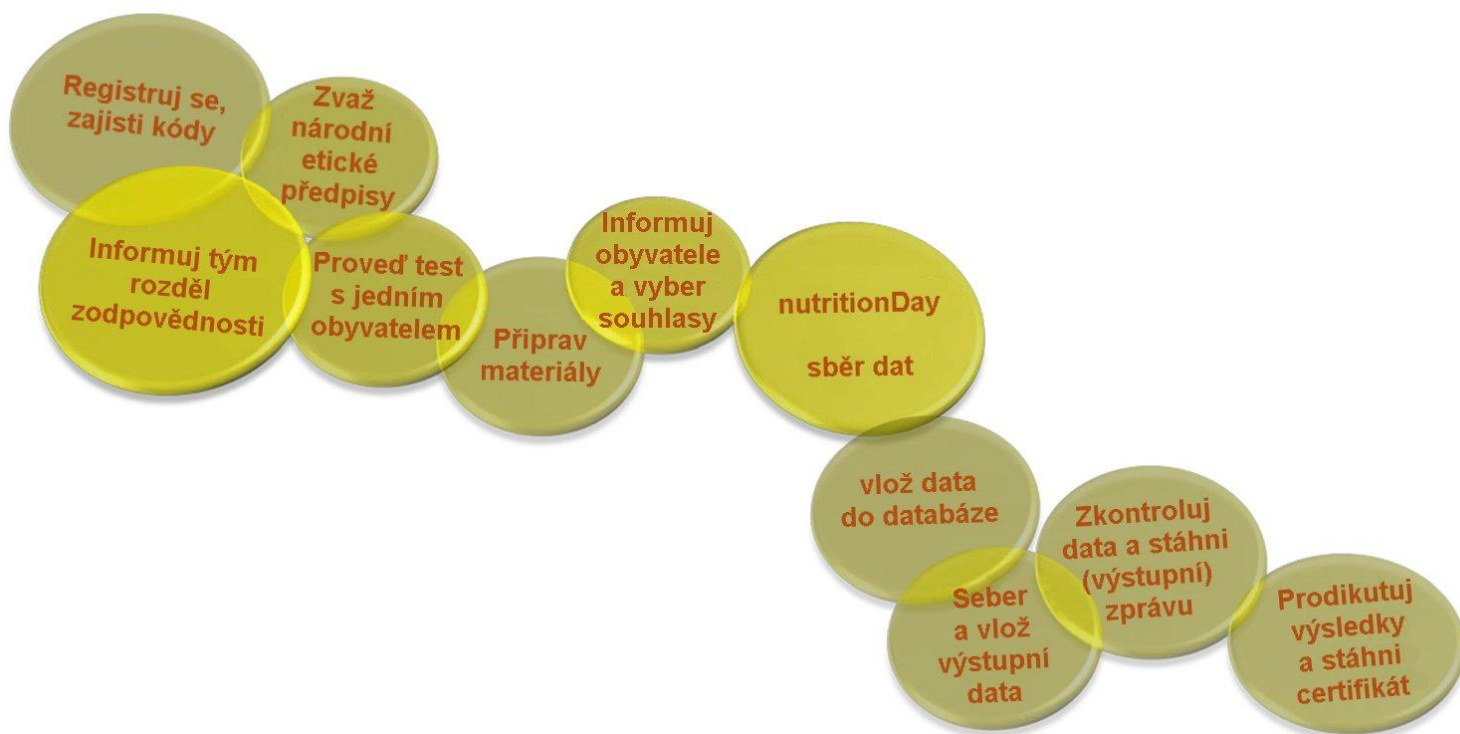 Registruj se,
zajisti kódy
Zvaž
národní
etické
předpisy
Informuj tým
rozděl
zodpovědnosti
Proveď test
s jedním
obyvatelem
Připrav
materiály
Informuj
obyvatele
a vyber
souhlasy
nutritionDay
sběr dat
vlož data
do databáze
Seber
a vlož
výstupní
data
Zkontroluj
data a stáhni
(výstupní)
zprávu
Prodikutuj
výsledky
a stáhni
certifikát